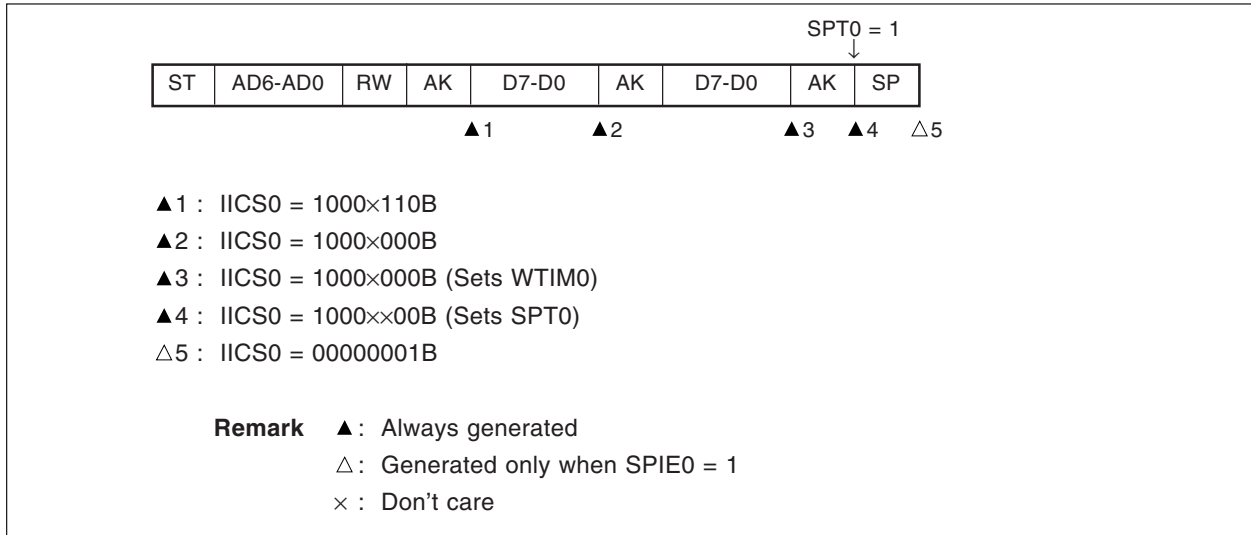 SPT0 = 1
↓
ST AD6-AD0 RW AK D7-D0 AK D7-D0 AK SP
▲1 ▲2 ▲3 ▲4 △5
▲1 : IICS0 = 1000×110B
▲2 : IICS0 = 1000×000B
▲3 : IICS0 = 1000×000B (Sets WTIM0)
▲4 : IICS0 = 1000××00B (Sets SPT0)
△5 : IICS0 = 00000001B
Remark ▲ : Always generated
△ : Generated only when SPIE0 = 1
× : Don't care